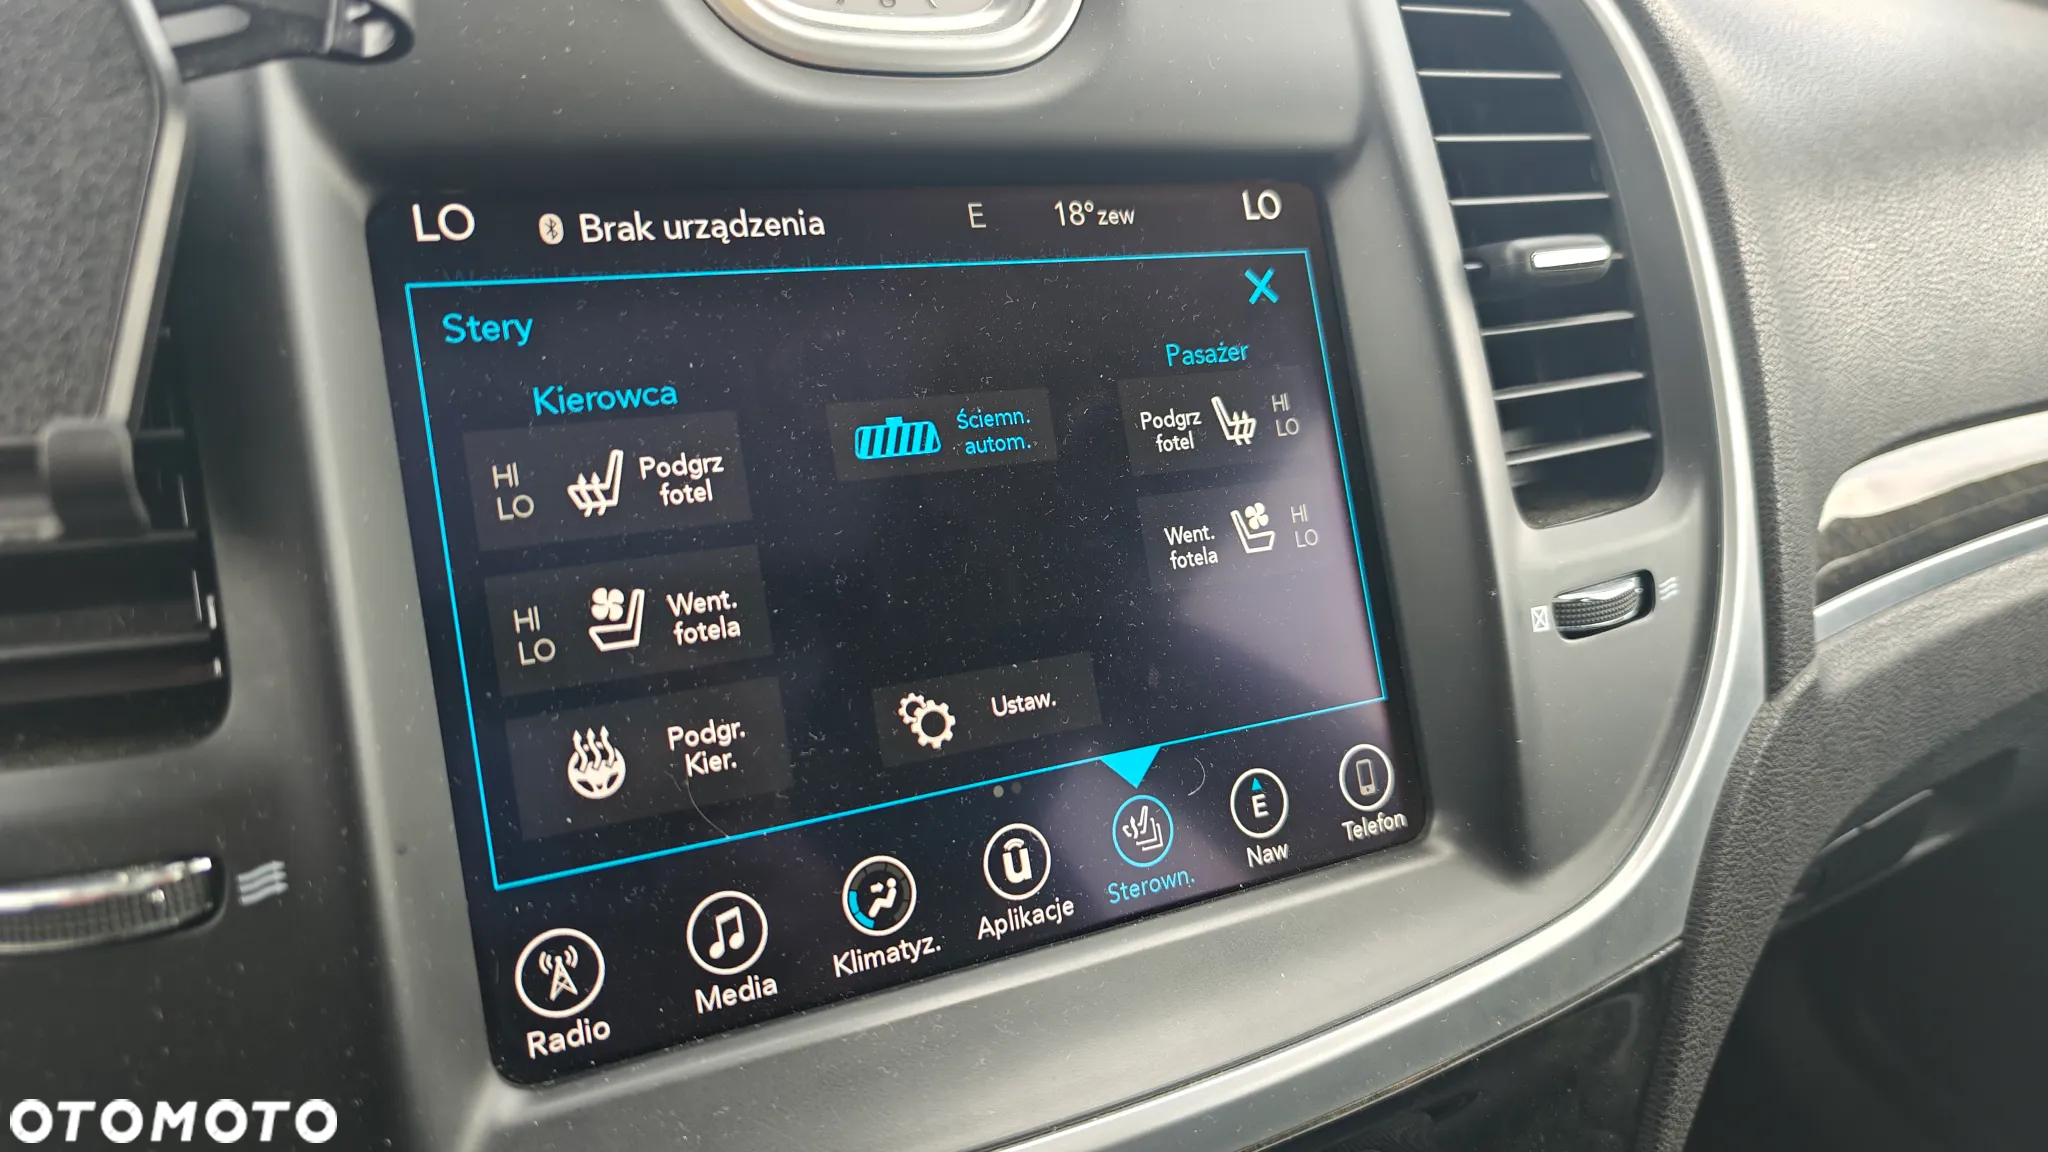 LO Brak urządzenia E 18° zew LO
Stery X
Kierowca
Pasażer
HI
LO
Podgrz
fotel
Ściemn.
autom.
Podgrz
fotel
HI
LO
HI
LO
Went.
fotela
Went.
fotela
HI
LO
Podgr.
Kier.
Ustaw.
Radio
Media
Klimatyz.
Aplikacje
Sterown.
E
Naw
Telefon
OTOMOTO